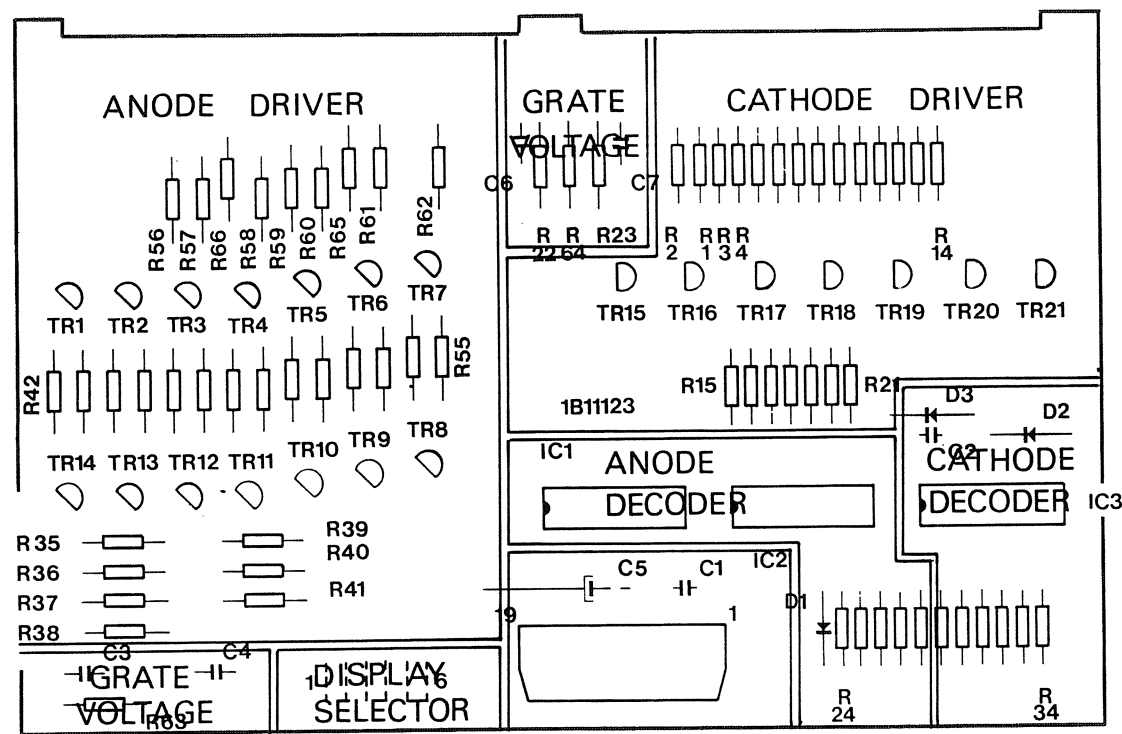 ANODE DRIVER
GRATE
VOLTAGE
CATHODE DRIVER
C6
C7
R56
R57
R66
R58
R59
R60
R65
R61
R62
R
22
R
64
R23
R
2
R
1
R
3
R
4
R
14
TR1
TR2
TR3
TR4
TR5
TR6
TR7
TR15
TR16
TR17
TR18
TR19
TR20
TR21
R42
R55
R15
R21
1B11123
D3
D2
C2
TR14
TR13
TR12
TR11
TR10
TR9
TR8
IC1
ANODE
DECODER
CATHODE
DECODER
IC3
R35
R36
R37
R38
R39
R40
R41
IC2
C5
C1
D1
19
1
C3
C4
GRATE
VOLTAGE
R63
1
6
DISPLAY
SELECTOR
R
24
R
34